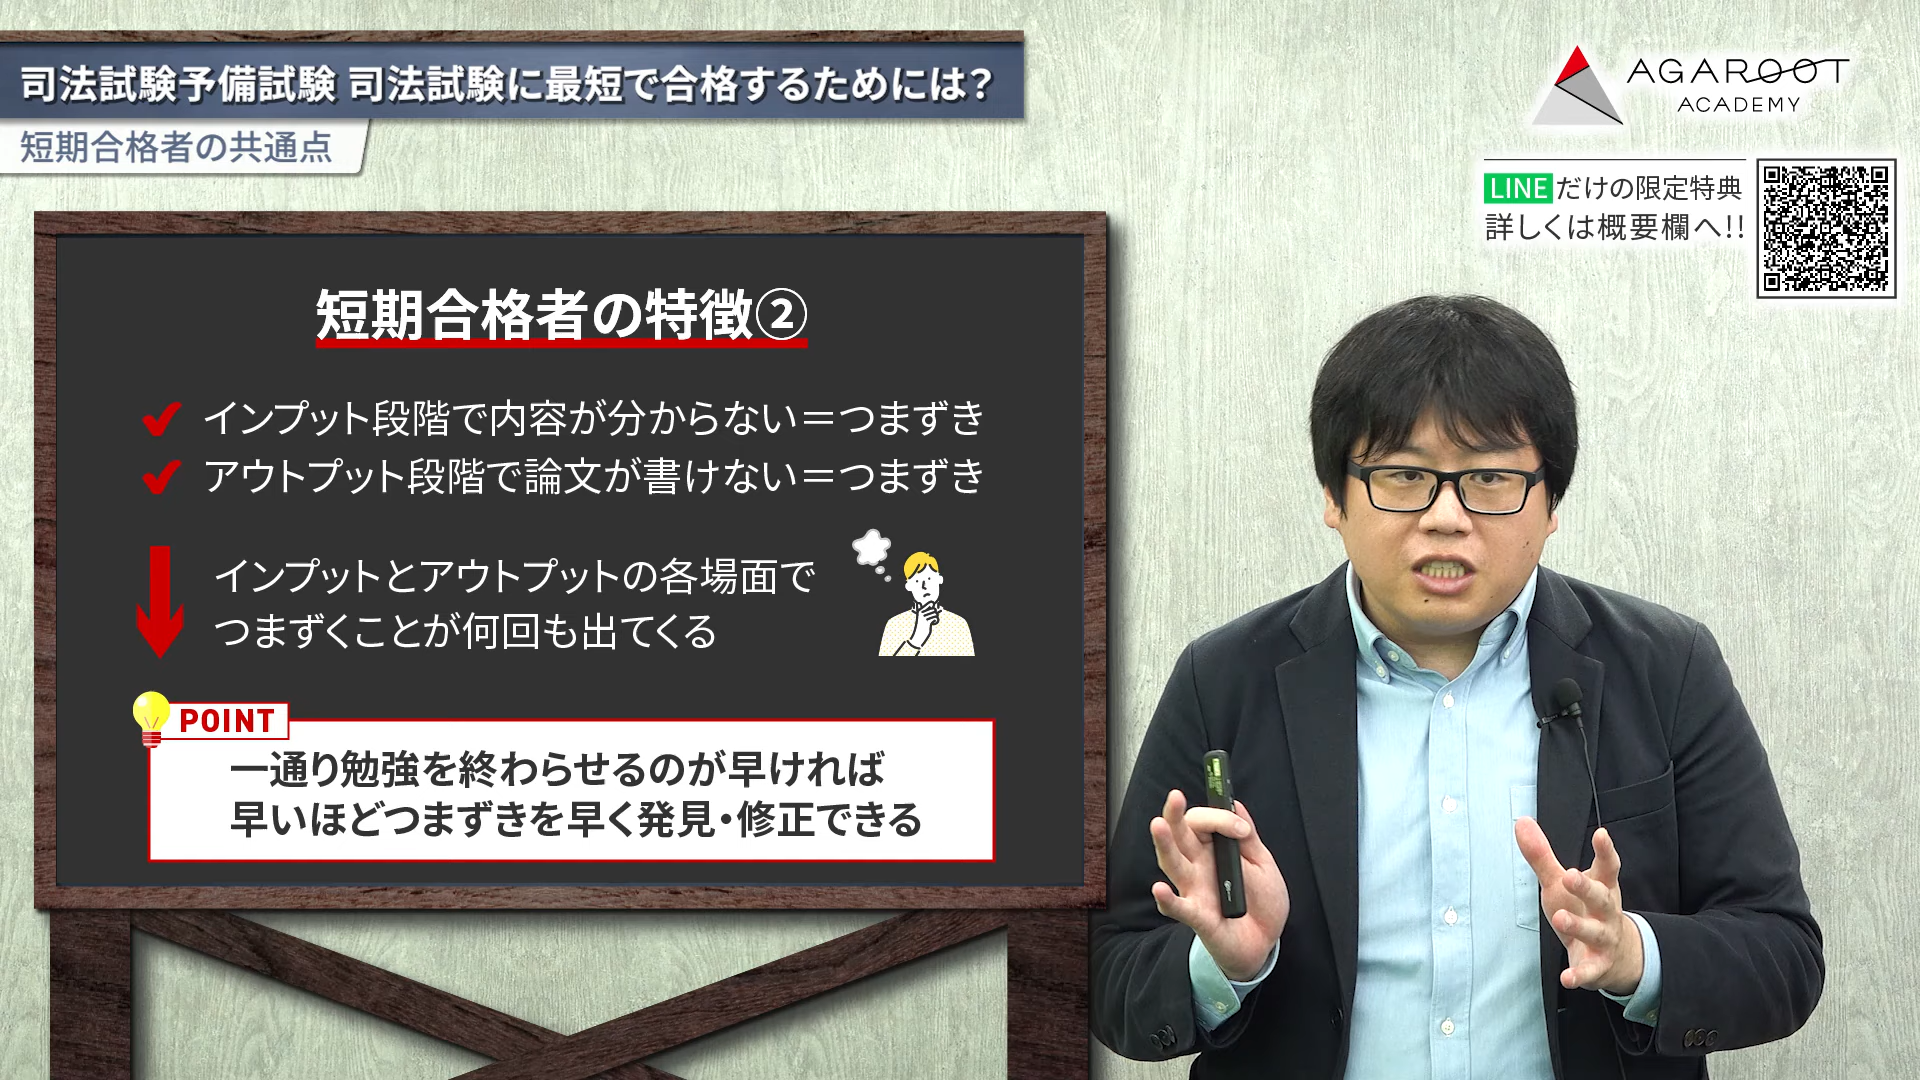 司法試験予備試験 司法試験に最短で合格するためには?
短期合格者の共通点
AGAROOT
ACADEMY
LINEだけの限定特典
詳しくは概要欄へ!!
短期合格者の特徴②
インプット段階で内容が分からない=つまずき
アウトプット段階で論文が書けない=つまずき
インプットとアウトプットの各場面で
つまずくことが何回も出てくる
POINT
一通り勉強を終わらせるのが早ければ
早いほどつまずきを早く発見・修正できる